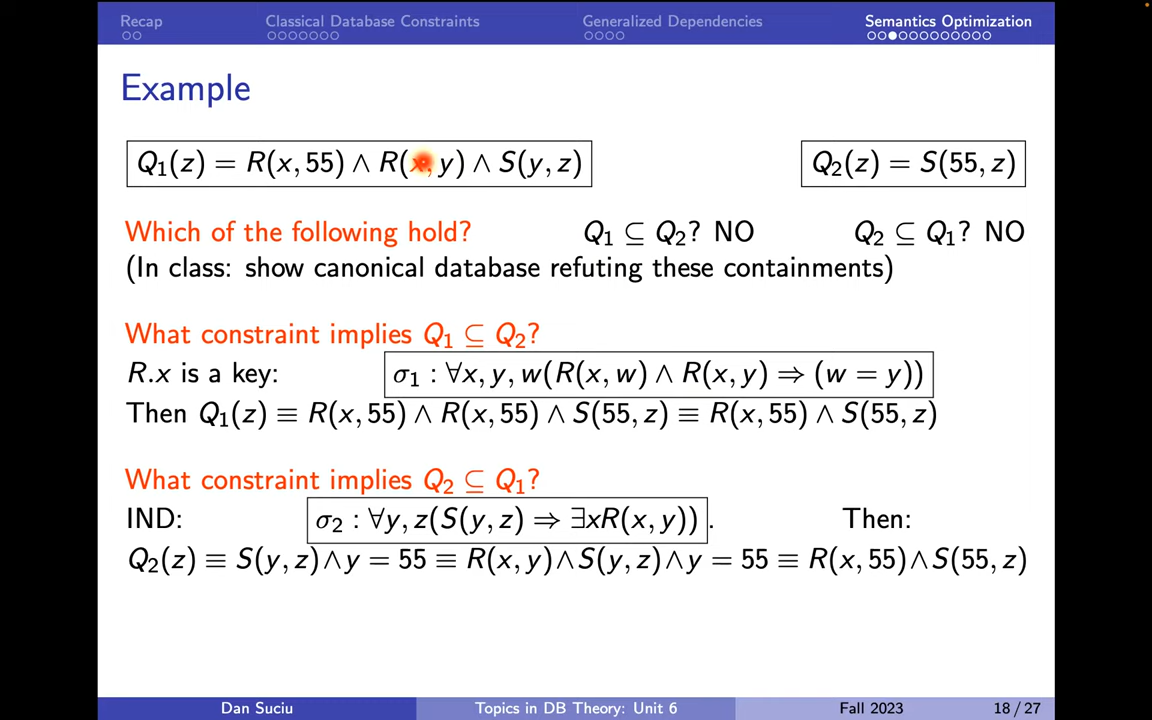 Recap Classical Database Constraints Generalized Dependencies Semantics Optimization
Example
Q₁(z) = R(x, 55) ∧ R(x, y) ∧ S(y, z) Q₂(z) = S(55, z)
Which of the following hold? Q₁ ⊆ Q₂? NO Q₂ ⊆ Q₁? NO
(In class: show canonical database refuting these containments)
What constraint implies Q₁ ⊆ Q₂?
R.x is a key: σ₁ : ∀x, y, w(R(x, w) ∧ R(x, y) ⇒ (w = y))
Then Q₁(z) ≡ R(x, 55) ∧ R(x, 55) ∧ S(55, z) ≡ R(x, 55) ∧ S(55, z)
What constraint implies Q₂ ⊆ Q₁?
IND: σ₂ : ∀y, z(S(y, z) ⇒ ∃xR(x, y)). Then:
Q₂(z) ≡ S(y, z)∧y = 55 ≡ R(x, y)∧S(y, z)∧y = 55 ≡ R(x, 55)∧S(55, z)
Dan Suciu Topics in DB Theory: Unit 6 Fall 2023 18 / 27